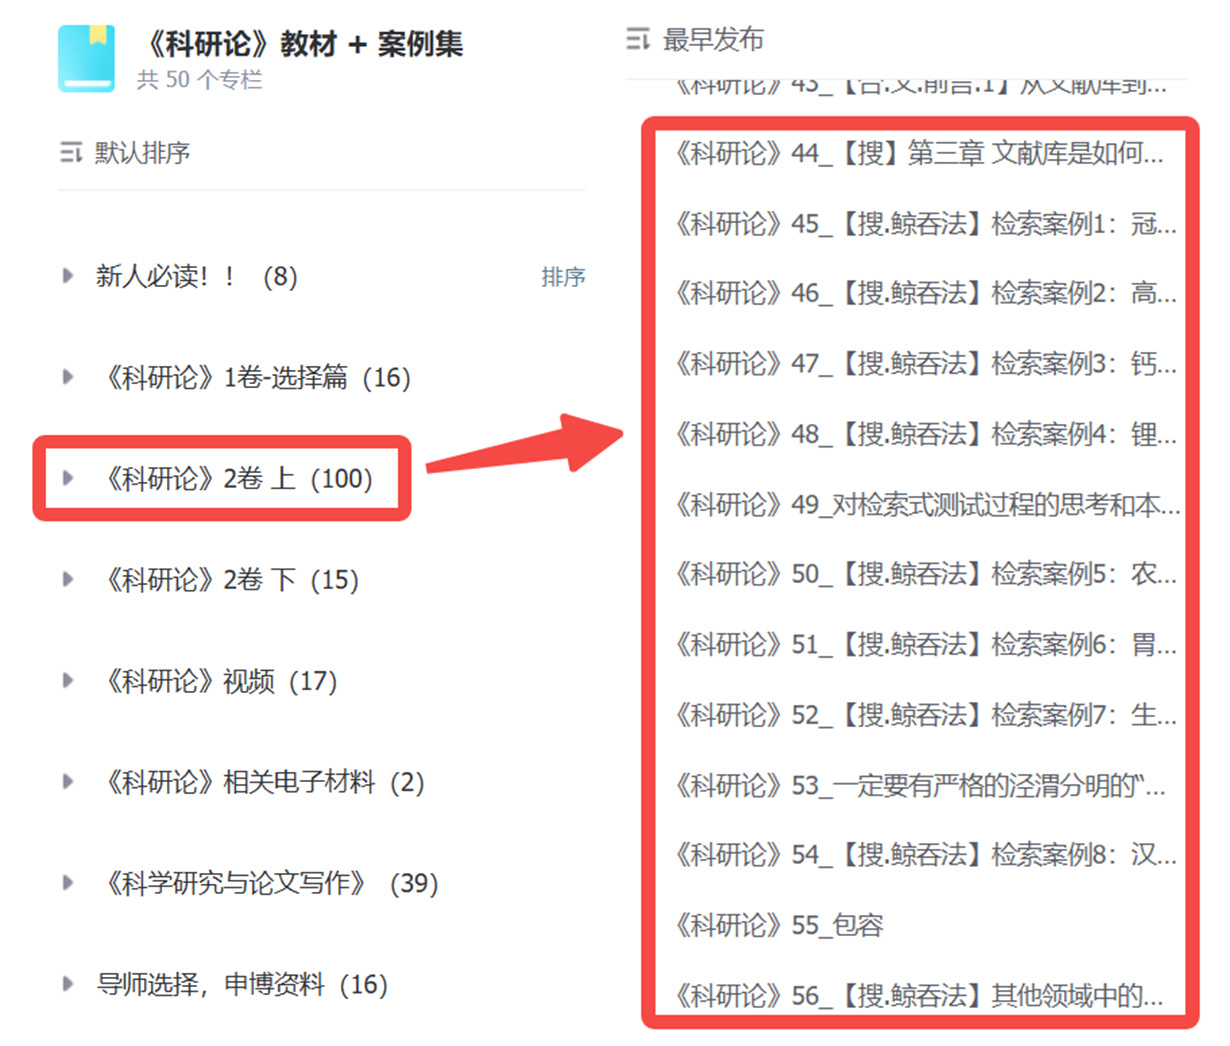 《科研论》教材 + 案例集
共 50 个专栏
默认排序
新人必读！！ (8)
排序
《科研论》1卷-选择篇 (16)
《科研论》2卷 上 (100)
《科研论》2卷 下 (15)
《科研论》视频 (17)
《科研论》相关电子材料 (2)
《科学研究与论文写作》 (39)
导师选择，申博资料 (16)
最早发布
《科研论》43_【合.文.前言.1】从文献库到...
《科研论》44_【搜】第三章 文献库是如何...
《科研论》45_【搜.鲸吞法】检索案例1：冠...
《科研论》46_【搜.鲸吞法】检索案例2：高...
《科研论》47_【搜.鲸吞法】检索案例3：钙...
《科研论》48_【搜.鲸吞法】检索案例4：锂...
《科研论》49_对检索式测试过程的思考和本...
《科研论》50_【搜.鲸吞法】检索案例5：农...
《科研论》51_【搜.鲸吞法】检索案例6：胃...
《科研论》52_【搜.鲸吞法】检索案例7：生...
《科研论》53_一定要有严格的泾渭分明的“...
《科研论》54_【搜.鲸吞法】检索案例8：汉...
《科研论》55_包容
《科研论》56_【搜.鲸吞法】其他领域中的...